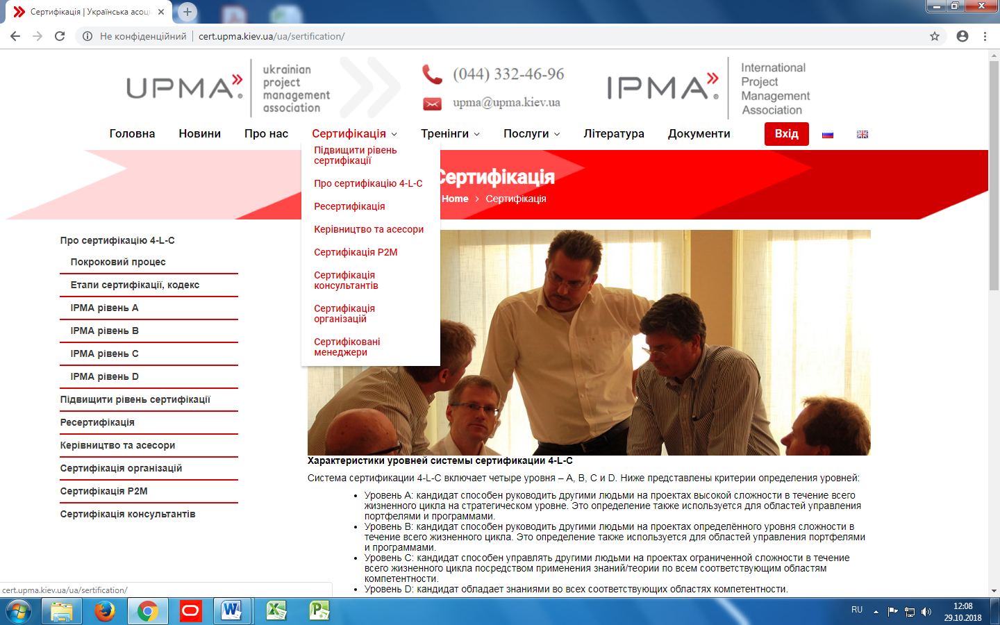 Сертифікація | Українська асоці
Не конфіденційний
cert.upma.kiev.ua/ua/sertification/
UPMA
ukrainian
project
management
association
(044) 332-46-96
upma@upma.kiev.ua
IPMA
International
Project
Management
Association
Головна
Новини
Про нас
Сертифікація
Тренінги
Послуги
Література
Документи
Вхід
Підвищити рівень
сертифікації
Про сертифікацію 4-L-C
Ресертифікація
Керівництво та асесори
Сертифікація P2M
Сертифікація
консультантів
Сертифікація
організацій
Сертифіковані
менеджери
Сертифікація
Home > Сертифікація
Про сертифікацію 4-L-C
Покроковий процес
Етапи сертифікації, кодекс
IPMA рівень A
IPMA рівень B
IPMA рівень C
IPMA рівень D
Підвищити рівень сертифікації
Ресертифікація
Керівництво та асесори
Сертифікація організацій
Сертифікація P2M
Сертифікація консультантів
Характеристики уровней системы сертификации 4-L-C
Система сертификации 4-L-C включает четыре уровня – A, B, C и D. Ниже представлены критерии определения уровней:
• Уровень A: кандидат способен руководить другими людьми на проектах высокой сложности в течение всего
жизненного цикла на стратегическом уровне. Это определение также используется для областей управления
портфелями и программами.
• Уровень B: кандидат способен руководить другими людьми на проектах определённого уровня сложности в
течение всего жизненного цикла. Это определение также используется для областей управления портфелями
и программами.
• Уровень C: кандидат способен управлять другими людьми на проектах ограниченной сложности в течение
всего жизненного цикла посредством применения знаний/теории по всем соответствующим областям
компетентности.
• Уровень D: кандидат обладает знаниями во всех соответствующих областях компетентности.
cert.upma.kiev.ua/ua/sertification/
RU
12:08
29.10.2018